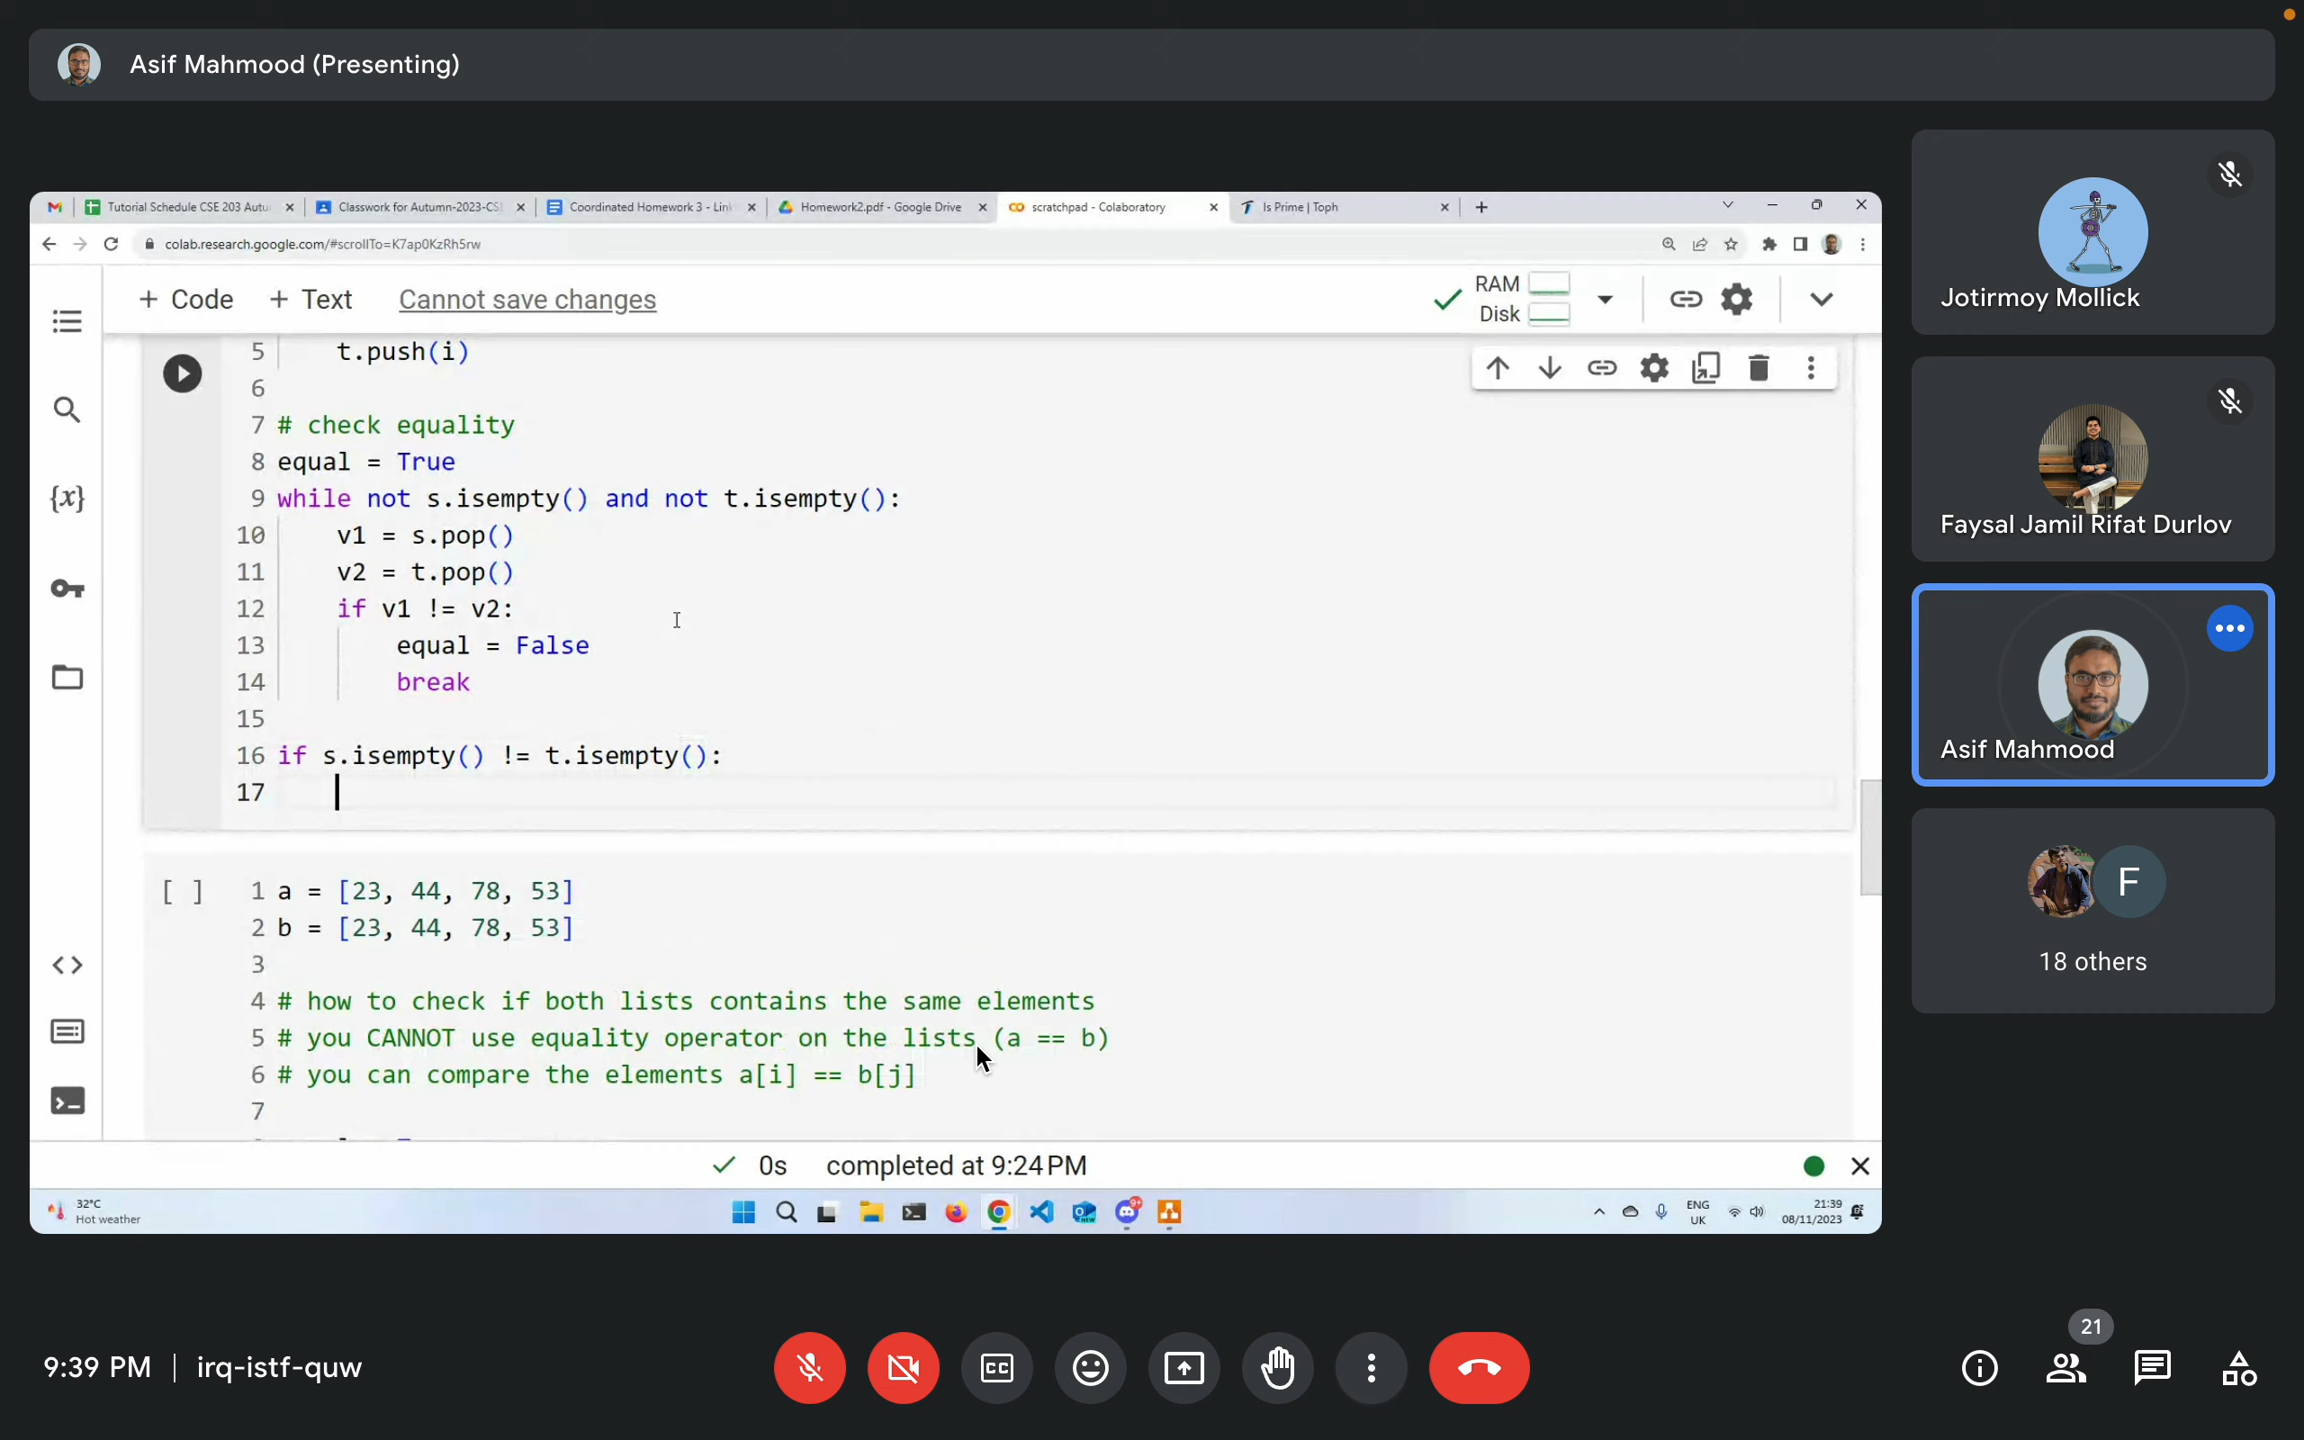 Asif Mahmood (Presenting)
Tutorial Schedule CSE 203 Autu
Classwork for Autumn-2023-CS
Coordinated Homework 3 - Link
Homework2.pdf - Google Drive
scratchpad - Colaboratory
Is Prime | Toph
colab.research.google.com/#scrollTo=K7ap0KzRh5rw
+ Code + Text Cannot save changes
RAM
Disk
5 t.push(i)
6
7 # check equality
8 equal = True
9 while not s.isempty() and not t.isempty():
10 v1 = s.pop()
11 v2 = t.pop()
12 if v1 != v2:
13 equal = False
14 break
15
16 if s.isempty() != t.isempty():
17
[ ] 1 a = [23, 44, 78, 53]
2 b = [23, 44, 78, 53]
3
4 # how to check if both lists contains the same elements
5 # you CANNOT use equality operator on the lists (a == b)
6 # you can compare the elements a[i] == b[j]
7
0s completed at 9:24 PM
32°C
Hot weather
ENG
UK
21:39
08/11/2023
Jotirmoy Mollick
Faysal Jamil Rifat Durlov
Asif Mahmood
F
18 others
9:39 PM | irq-istf-quw
21